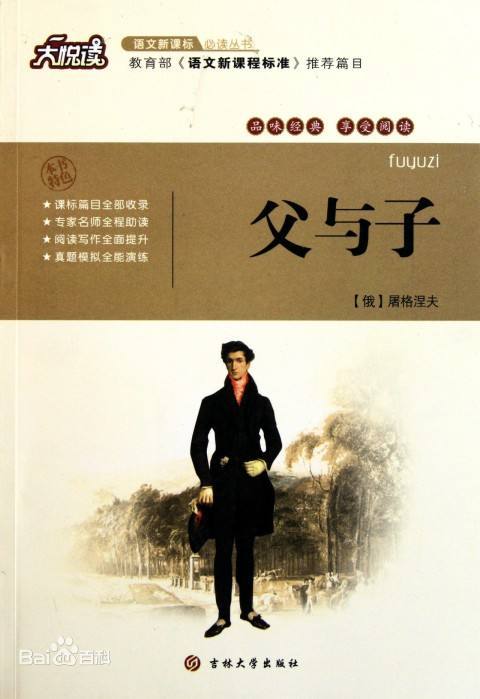 大悦读
语文新课标 必读丛书
教育部《语文新课程标准》推荐篇目
品味经典 享受阅读
fuyuzi
本书
特色
★课标篇目全部收录
★专家名师全程助读
★阅读写作全面提升
★真题模拟全能演练
父与子
【俄】屠格涅夫
Bai百科
吉林大学出版社